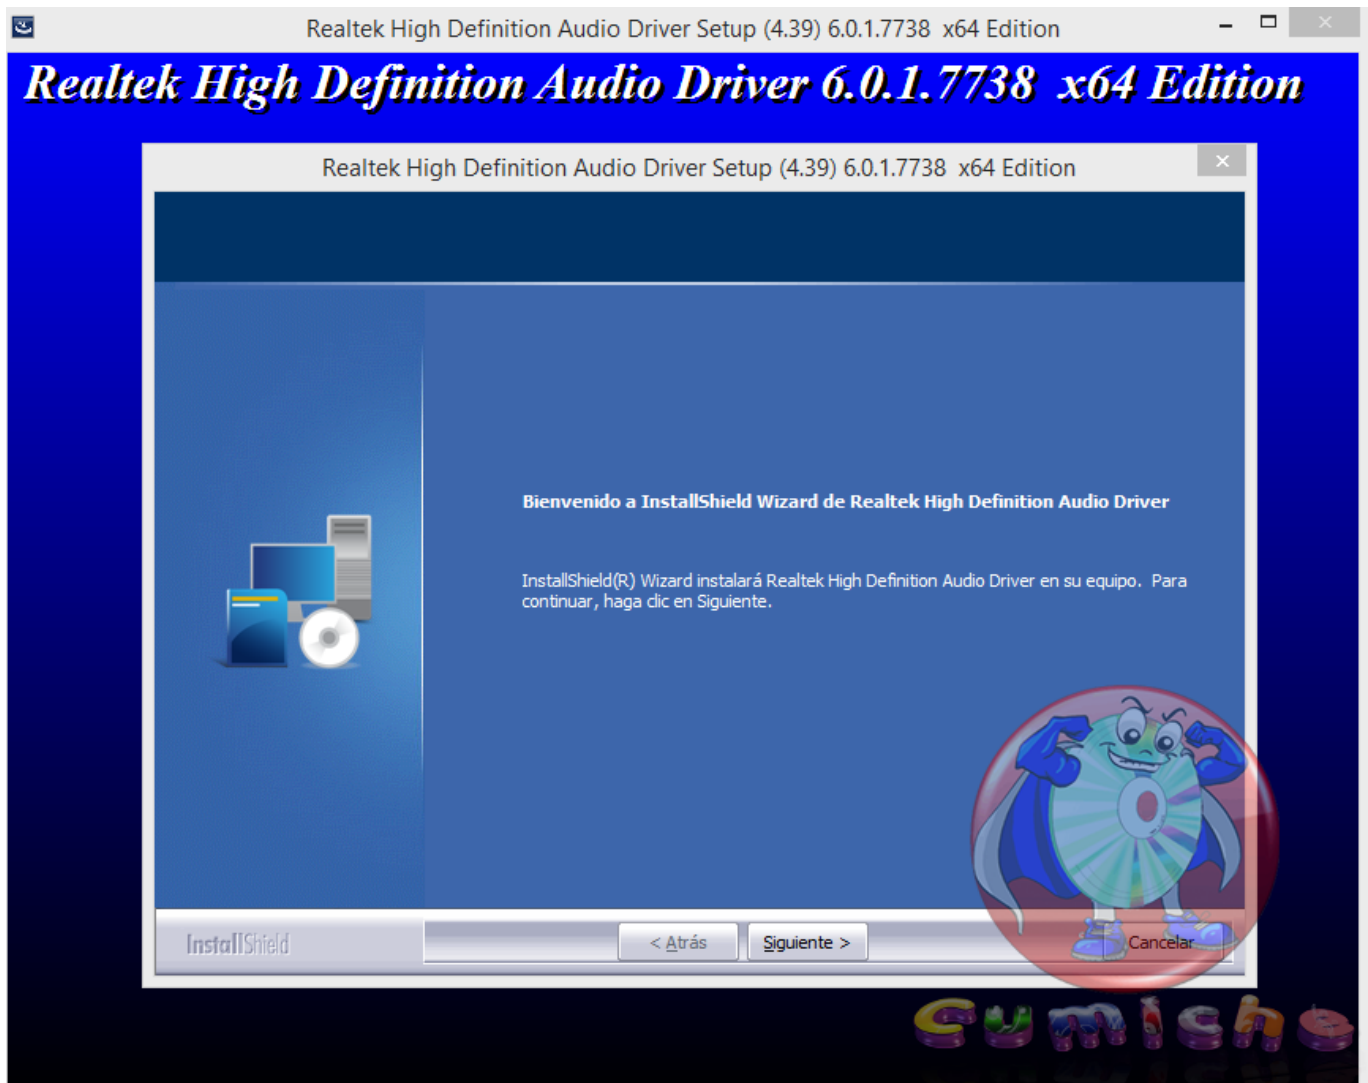 Realtek High Definition Audio Driver Setup (4.39) 6.0.1.7738  x64 Edition
Realtek High Definition Audio Driver 6.0.1.7738  x64 Edition
Realtek High Definition Audio Driver Setup (4.39) 6.0.1.7738  x64 Edition
Bienvenido a InstallShield Wizard de Realtek High Definition Audio Driver
InstallShield(R) Wizard instalará Realtek High Definition Audio Driver en su equipo.  Para
continuar, haga clic en Siguiente.
InstallShield
< Atrás
Siguiente >
Cancelar
Cumiche